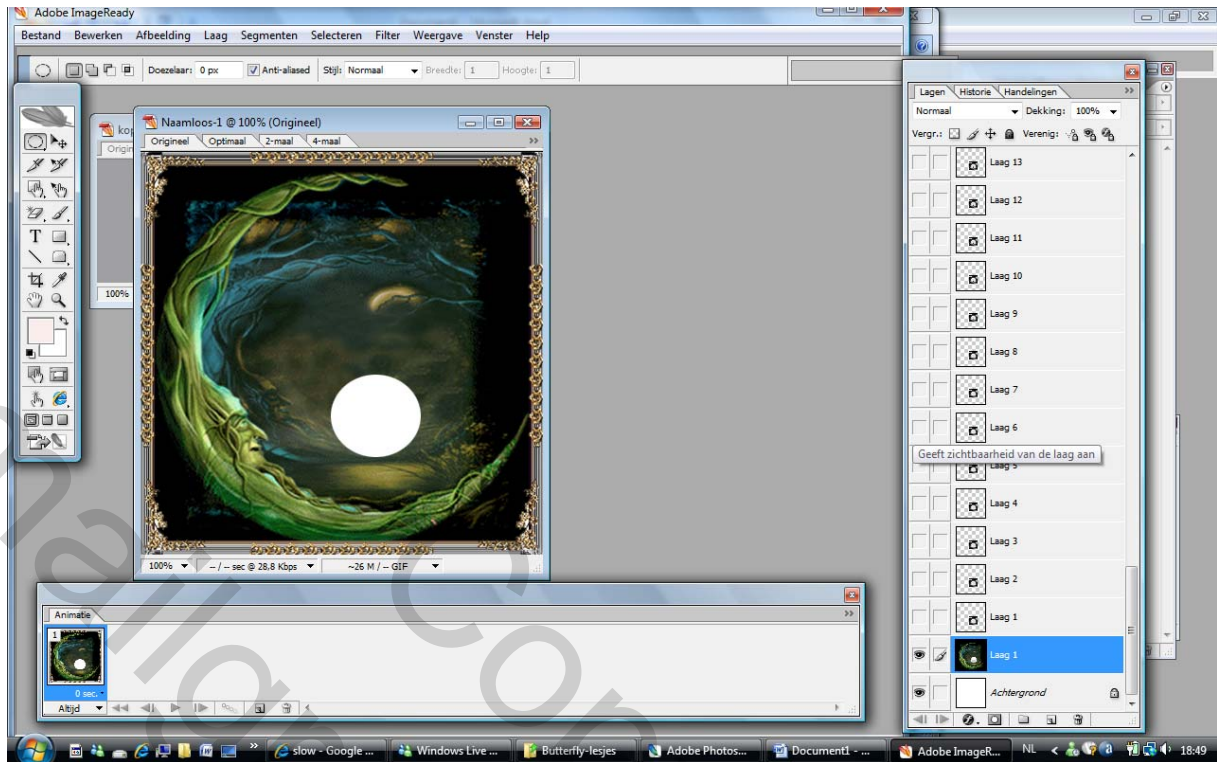 Adobe ImageReady
Bestand Bewerken Afbeelding Laag Segmenten Selecteren Filter Weergave Venster Help
Doezelaar: 0 px Anti-aliased Stijl: Normaal Breedte: 1 Hoogte: 1
Naamloos-1 @ 100% (Origineel)
Origineel Optimaal 2-maal 4-maal
kop
Origin
100%
100% -- / -- sec @ 28,8 Kbps ~26 M / -- GIF
Animatie
1
0 sec.
Altijd
Lagen Historie Handelingen
Normaal Dekking: 100%
Vergr.: Verenig:
Laag 13
Laag 12
Laag 11
Laag 10
Laag 9
Laag 8
Laag 7
Laag 6
Geeft zichtbaarheid van de laag aan
Laag 5
Laag 4
Laag 3
Laag 2
Laag 1
Laag 1
Achtergrond
slow - Google ... Windows Live ... Butterfly-lesjes Adobe Photos... Document1 - ... Adobe ImageR... NL 18:49